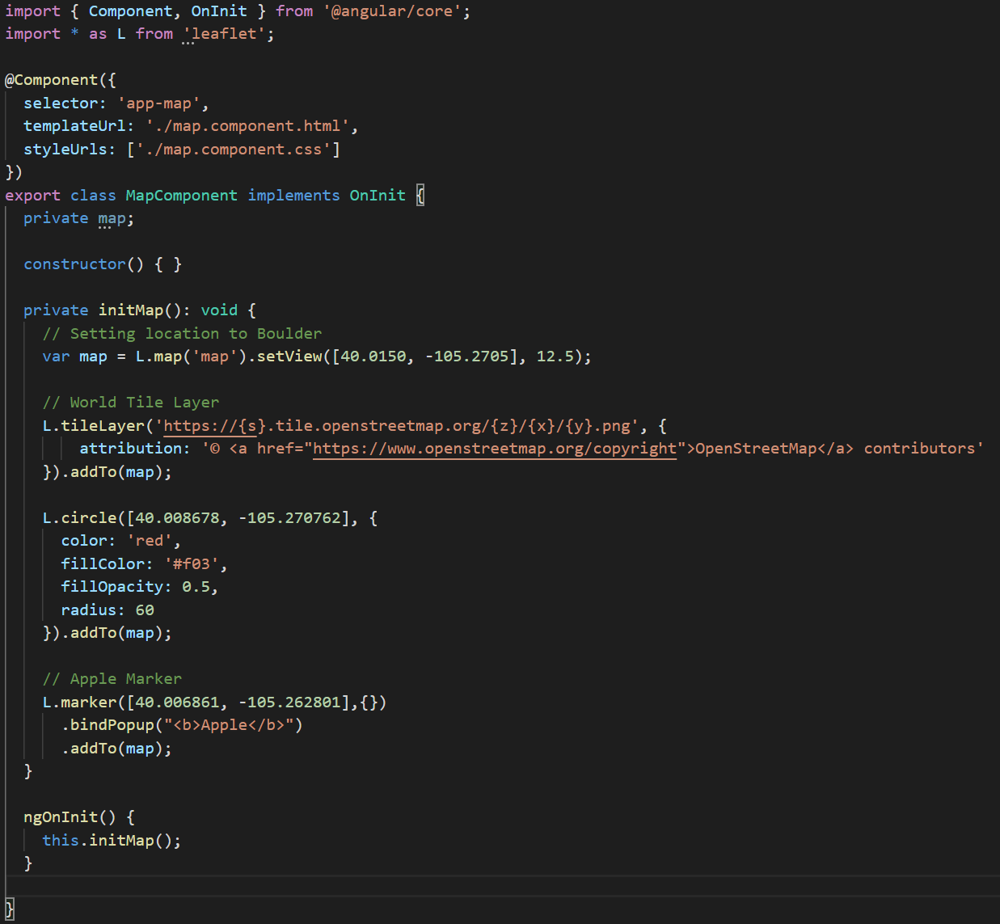 import { Component, OnInit } from '@angular/core';
import * as L from 'leaflet';
@Component({
selector: 'app-map',
templateUrl: './map.component.html',
styleUrls: ['./map.component.css']
})
export class MapComponent implements OnInit {
private map;
constructor() { }
private initMap(): void {
// Setting location to Boulder
var map = L.map('map').setView([40.0150, -105.2705], 12.5);
// World Tile Layer
L.tileLayer('https://{s}.tile.openstreetmap.org/{z}/{x}/{y}.png', {
attribution: '© <a href="https://www.openstreetmap.org/copyright">OpenStreetMap</a> contributors'
}).addTo(map);
L.circle([40.008678, -105.270762], {
color: 'red',
fillColor: '#f03',
fillOpacity: 0.5,
radius: 60
}).addTo(map);
// Apple Marker
L.marker([40.006861, -105.262801],{})
.bindPopup("<b>Apple</b>")
.addTo(map);
}
ngOnInit() {
this.initMap();
}
}